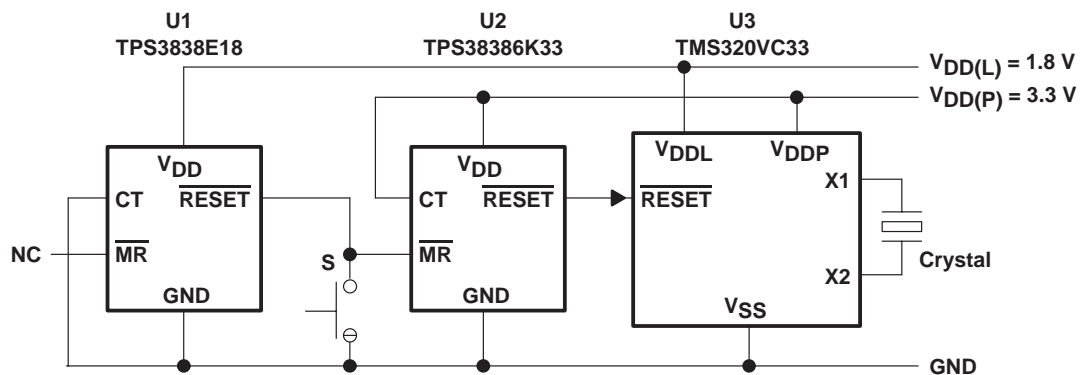 U1
TPS3838E18
U2
TPS38386K33
U3
TMS320VC33
VDD(L) = 1.8 V
VDD(P) = 3.3 V
VDD
CT
RESET
MR
GND
NC
S
VDD
CT
RESET
MR
GND
VDDL
VDDP
RESET
X1
X2
VSS
Crystal
GND